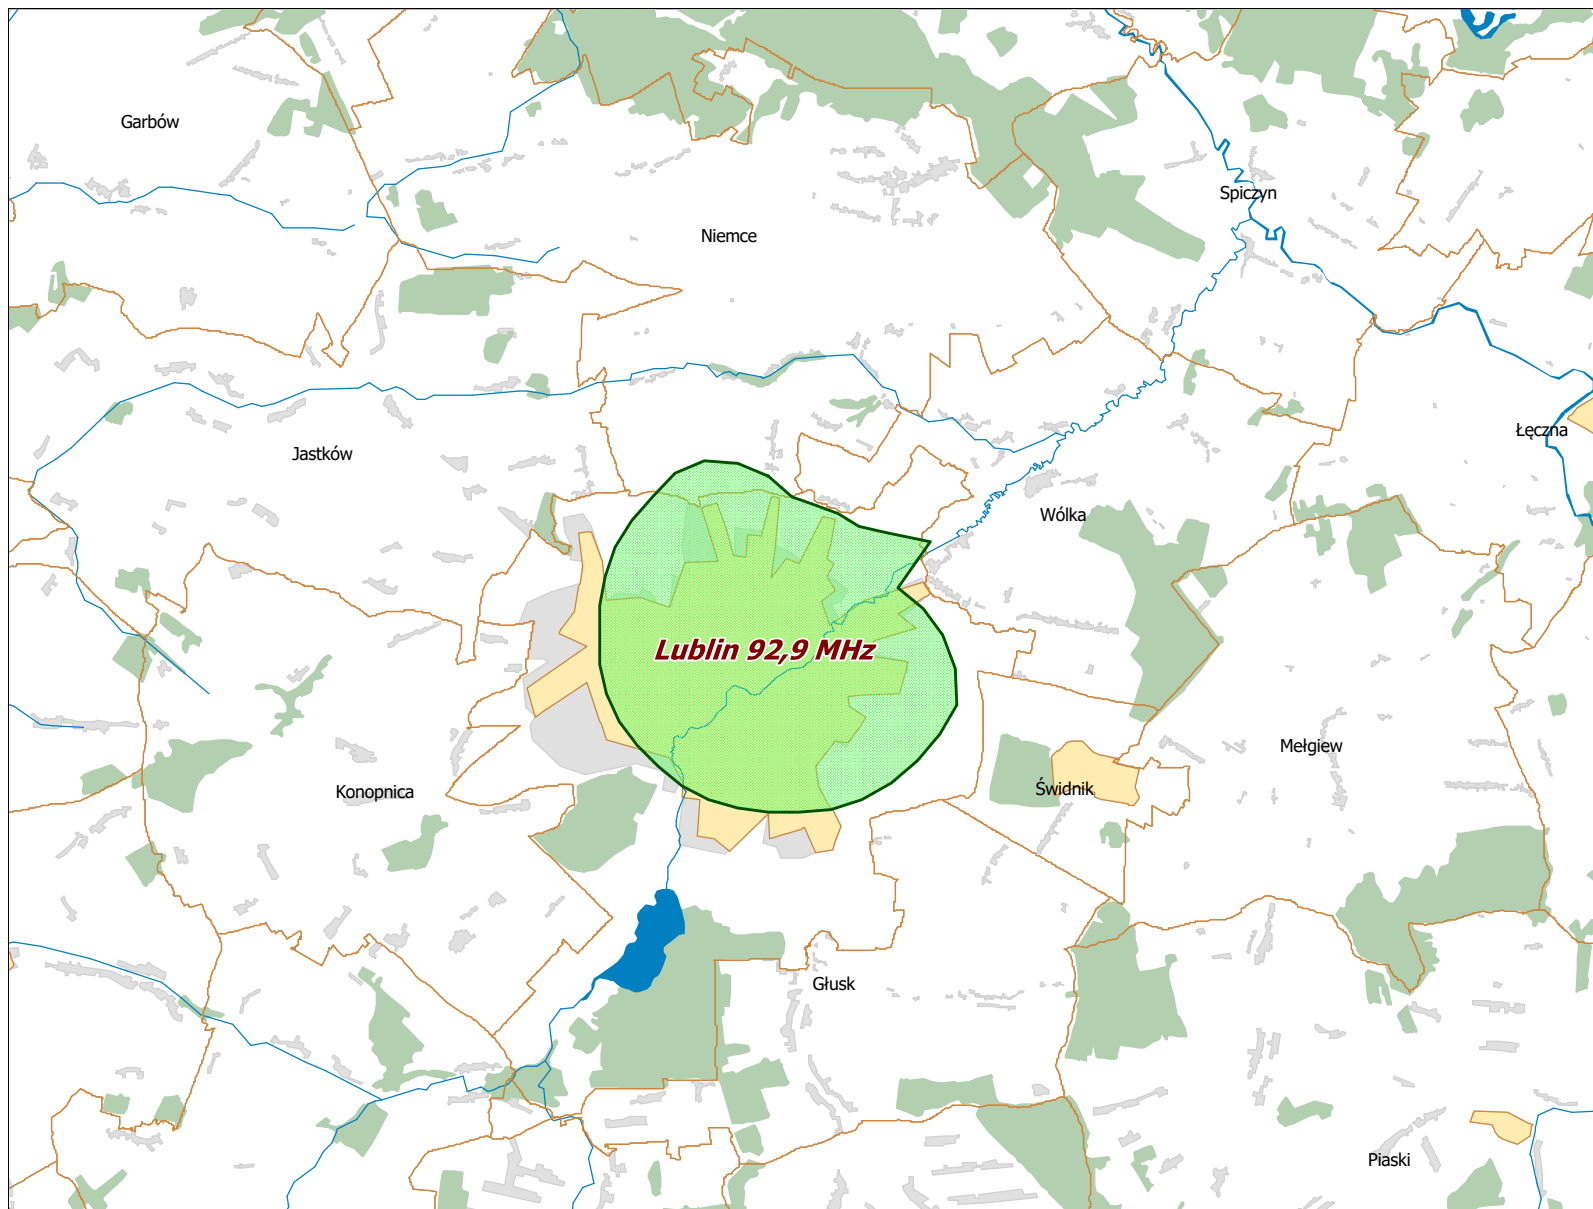 Garbów
Spiczyn
Niemce
Łęczna
Jastków
Wólka
Lublin 92,9 MHz
Mełgiew
Konopnica
Świdnik
Głusk
Piaski